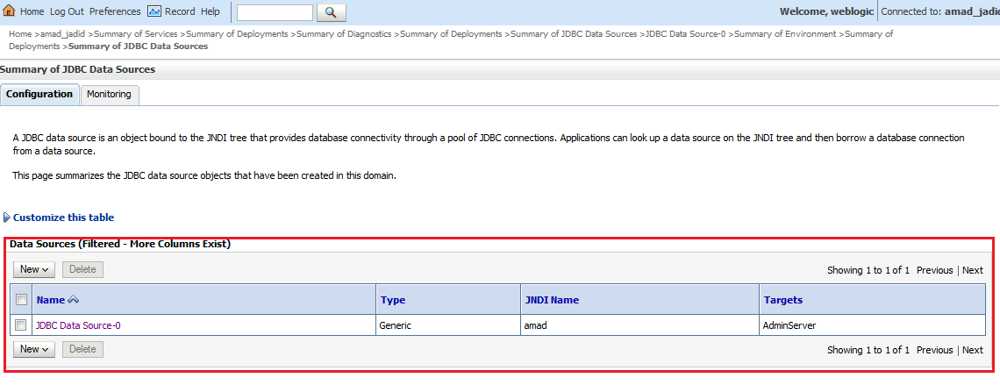 Home Log Out Preferences Record Help Welcome, weblogic Connected to: amad_jadid
Home >amad_jadid >Summary of Services >Summary of Deployments >Summary of Diagnostics >Summary of Deployments >Summary of JDBC Data Sources >JDBC Data Source-0 >Summary of Environment >Summary of
Deployments >Summary of JDBC Data Sources
Summary of JDBC Data Sources
Configuration Monitoring
A JDBC data source is an object bound to the JNDI tree that provides database connectivity through a pool of JDBC connections. Applications can look up a data source on the JNDI tree and then borrow a database connection
from a data source.
This page summarizes the JDBC data source objects that have been created in this domain.
Customize this table
Data Sources (Filtered - More Columns Exist)
New Delete Showing 1 to 1 of 1 Previous | Next
Name Type JNDI Name Targets
JDBC Data Source-0 Generic amad AdminServer
New Delete Showing 1 to 1 of 1 Previous | Next